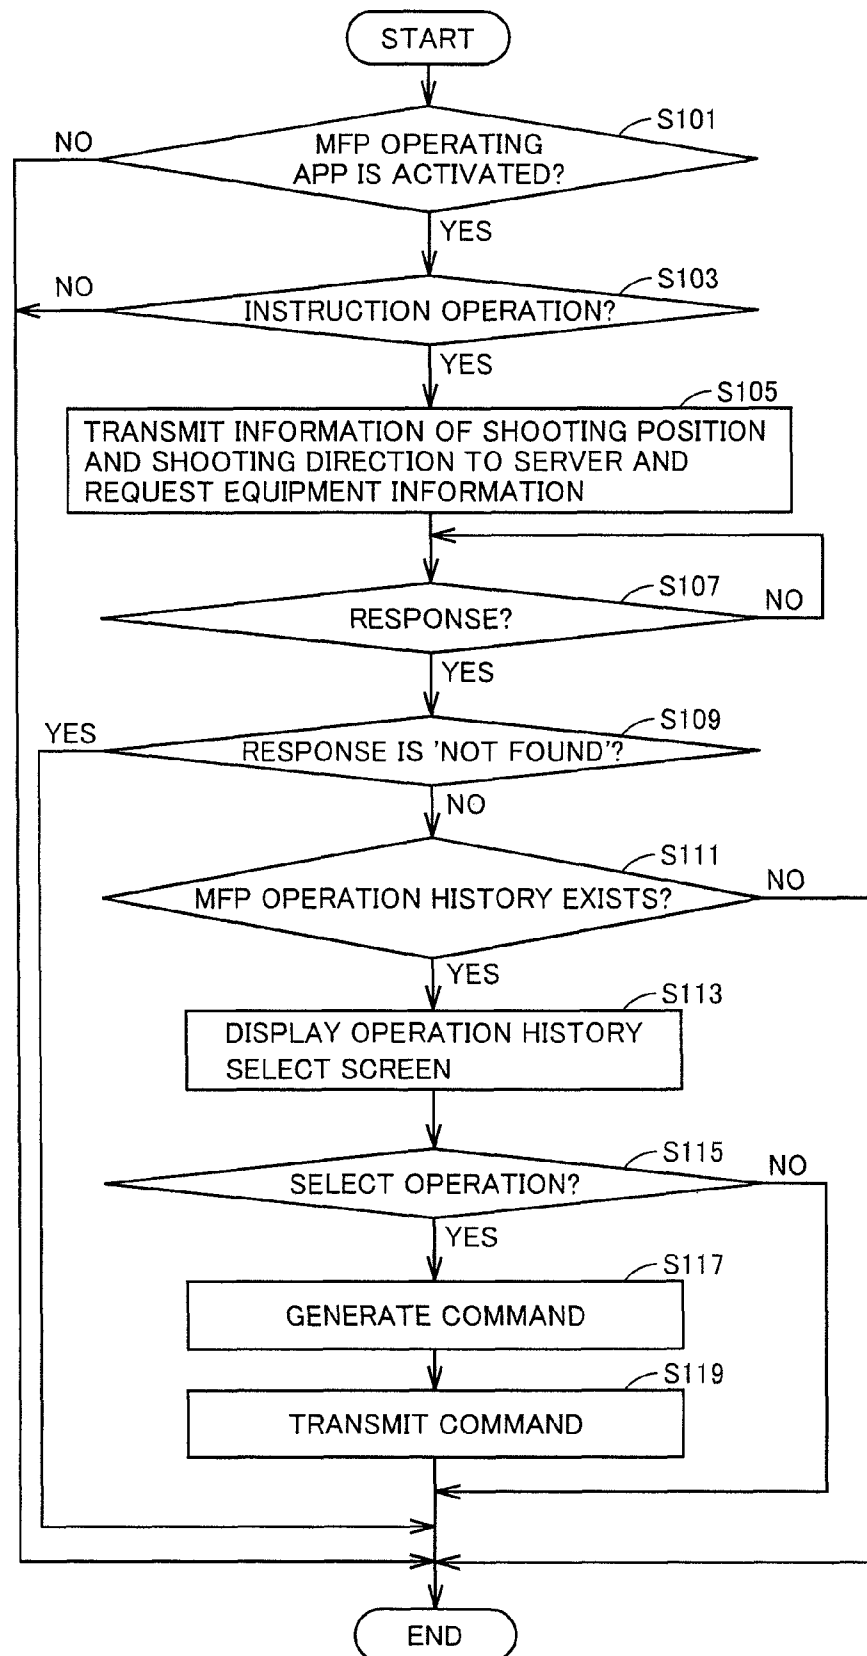 START
S101
NO
MFP OPERATING
APP IS ACTIVATED?
YES
S103
NO
INSTRUCTION OPERATION?
YES
S105
TRANSMIT INFORMATION OF SHOOTING POSITION
AND SHOOTING DIRECTION TO SERVER AND
REQUEST EQUIPMENT INFORMATION
S107
NO
RESPONSE?
YES
S109
YES
RESPONSE IS 'NOT FOUND'?
NO
S111
NO
MFP OPERATION HISTORY EXISTS?
YES
S113
DISPLAY OPERATION HISTORY
SELECT SCREEN
S115
NO
SELECT OPERATION?
YES
S117
GENERATE COMMAND
S119
TRANSMIT COMMAND
END